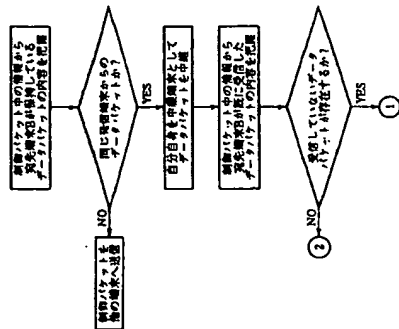 制御パケット中の情報から
宛先端末Bが保持している
データパケットの内容を把握
同じ発信端末からの
データパケットか?
YES
NO
制御パケットを
他の端末へ送信
自分自身を中継端末として
データパケットを中継
制御パケット中の情報から
宛先端末Bが既に受信した
データパケットの内容を把握
受信していないデータ
パケットが存在するか?
YES
NO
1
2